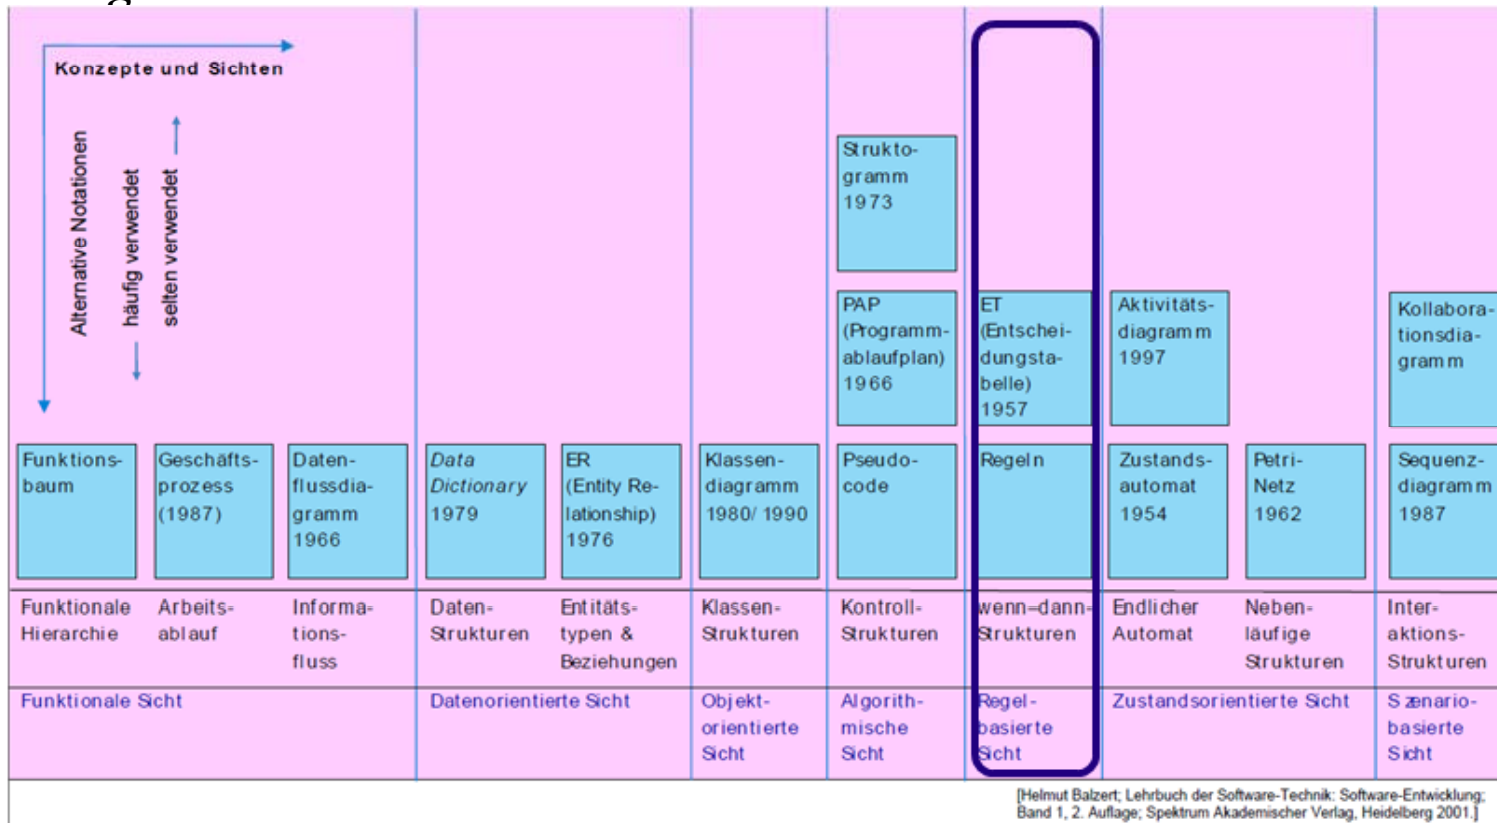 Konzepte und Sichten
Alternative Notationen
häufig verwendet
selten verwendet
Strukto-
gramm
1973
PAP
(Programm-
ablaufplan)
1966
ET
(Entschei-
dungsta-
belle)
1957
Aktivitäts-
diagramm
1997
Kollabora-
tionsdia-
gramm
Funktions-
baum
Geschäfts-
prozess
(1987)
Daten-
flussdia-
gramm
1966
Data
Dictionary
1979
ER
(Entity Re-
lationship)
1976
Klassen-
diagramm
1980/1990
Pseudo-
code
Regeln
Zustands-
automat
1954
Petri-
Netz
1962
Sequenz-
diagramm
1987
Funktionale
Hierarchie
Arbeits-
ablauf
Informa-
tions-
fluss
Daten-
Strukturen
Entitäts-
typen &
Beziehungen
Klassen-
Strukturen
Kontroll-
Strukturen
wenn-dann-
Strukturen
Endlicher
Automat
Neben-
läufige
Strukturen
Inter-
aktions-
Strukturen
Funktionale Sicht
Datenorientierte Sicht
Objekt-
orientierte
Sicht
Algorith-
mische
Sicht
Regel-
basierte
Sicht
Zustandsorientierte Sicht
Szenario-
basierte
Sicht
[Helmut Balzert; Lehrbuch der Software-Technik: Software-Entwicklung;
Band 1, 2. Auflage; Spektrum Akademischer Verlag, Heidelberg 2001.]